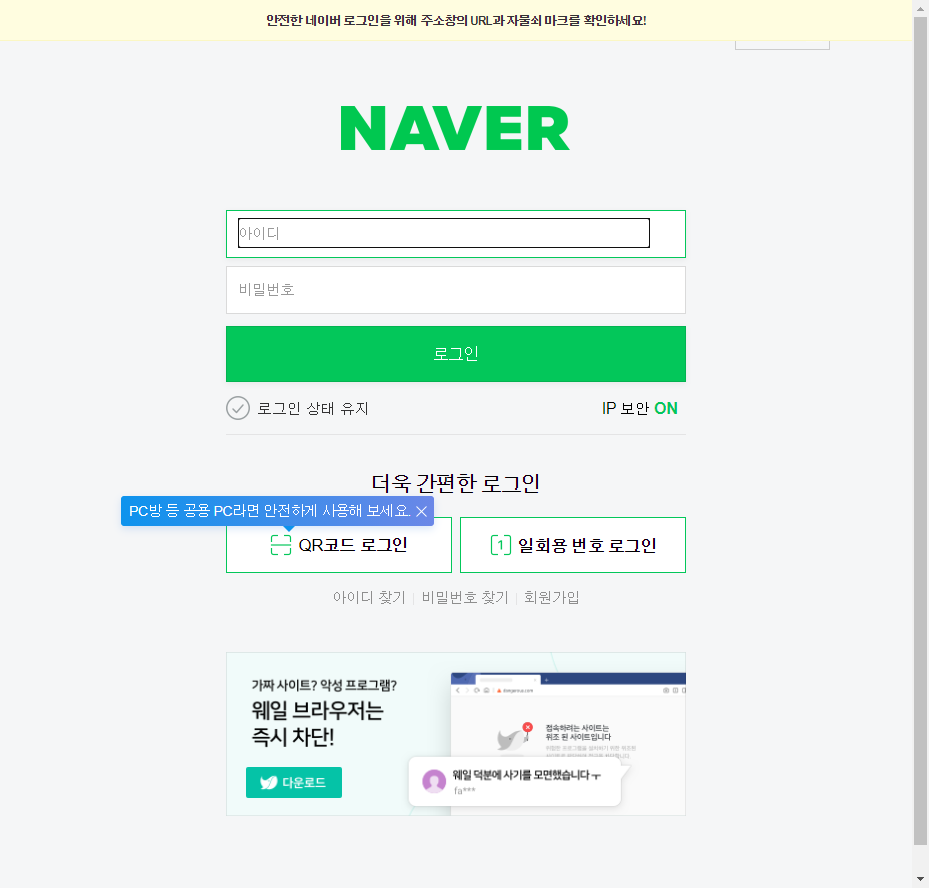 안전한 네이버 로그인을 위해 주소창의 URL과 자물쇠 마크를 확인하세요!
NAVER
아이디
비밀번호
로그인
로그인 상태 유지
IP 보안 ON
더욱 간편한 로그인
PC방 등 공용 PC라면 안전하게 사용해 보세요.
QR코드 로그인
1 일회용 번호 로그인
아이디 찾기
비밀번호 찾기
회원가입
가짜 사이트? 악성 프로그램?
웨일 브라우저는
즉시 차단!
다운로드
dangerous.com
접속하려는 사이트는
위조 된 사이트입니다
웨일 덕분에 사기를 모면했습니다ㅜ
fa***